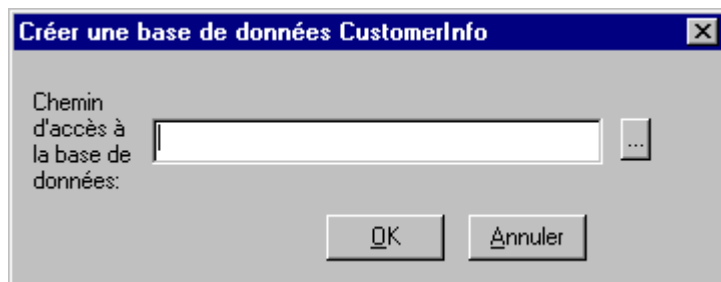 Créer une base de données CustomerInfo
Chemin
d'accès à
la base de
données:
...
OK
Annuler